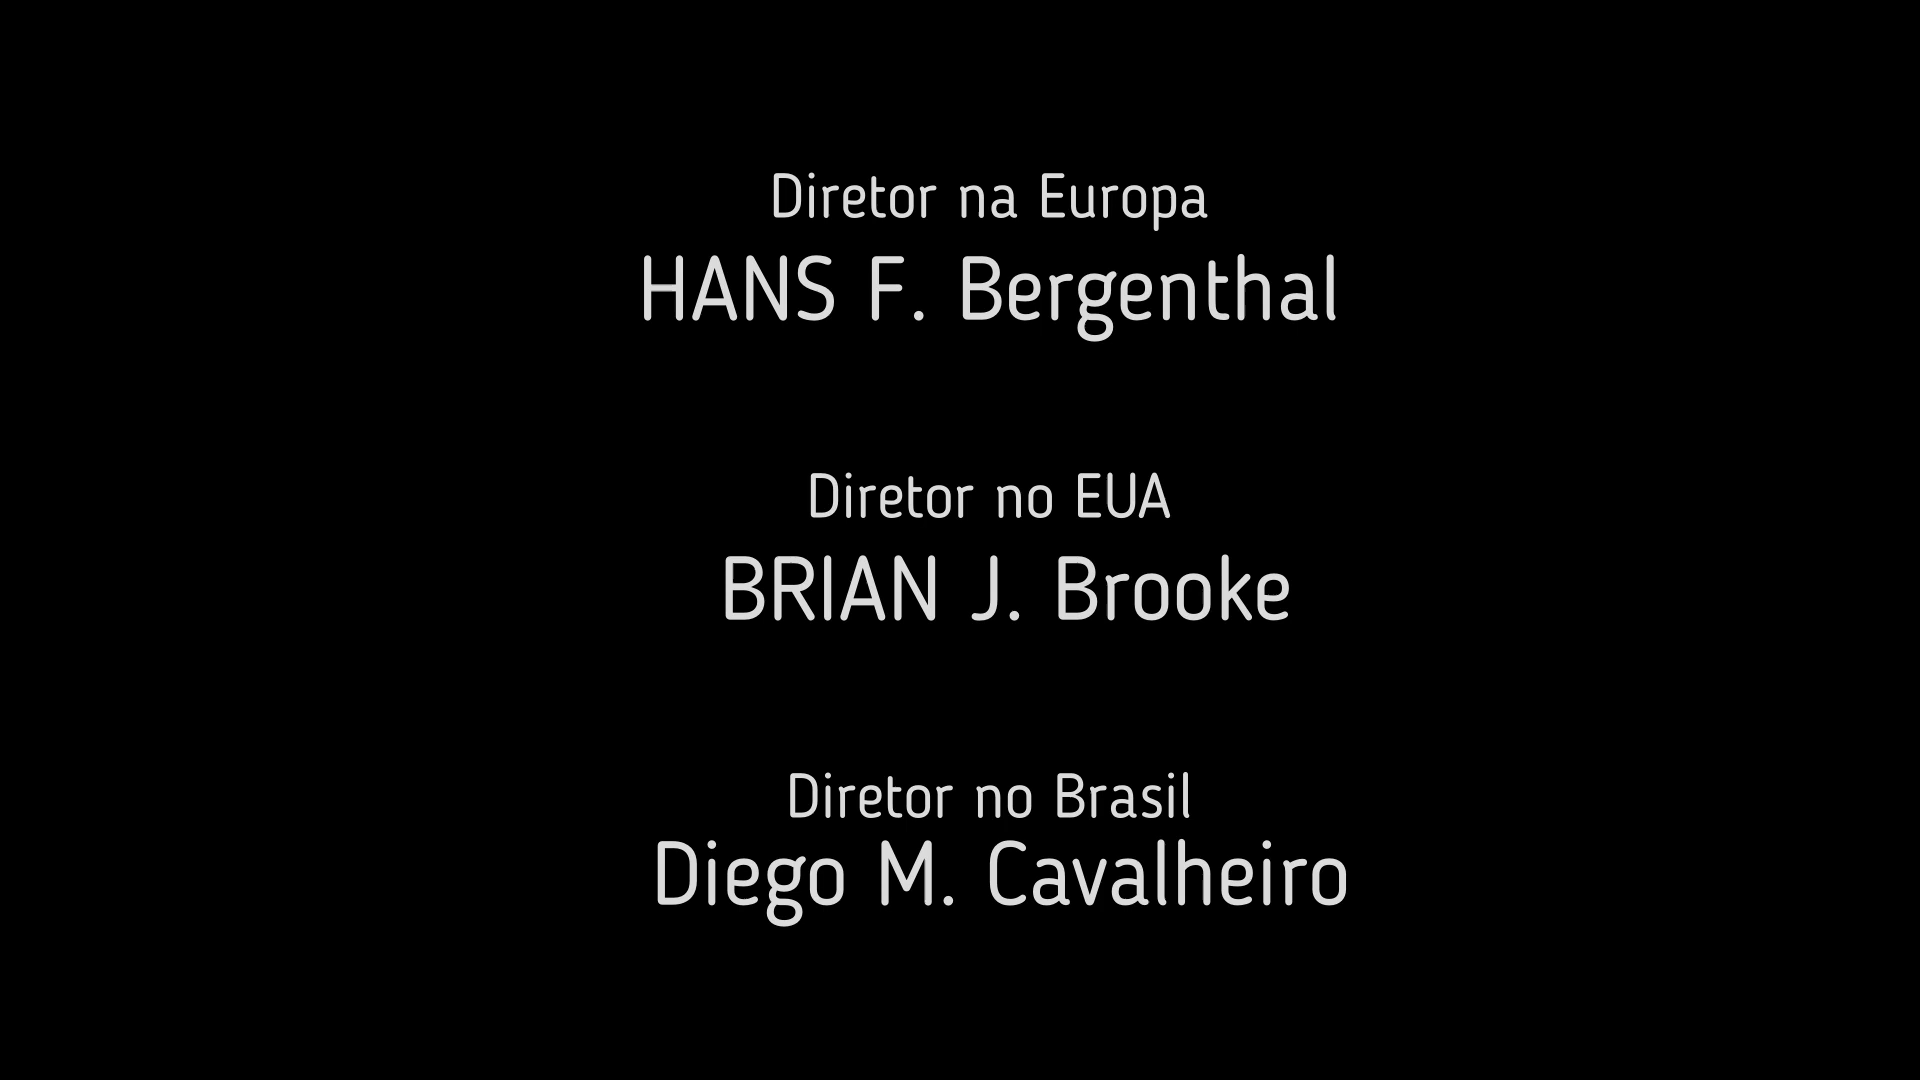 Diretor na Europa
HANS F. Bergenthal
Diretor no EUA
BRIAN J. Brooke
Diretor no Brasil
Diego M. Cavalheiro